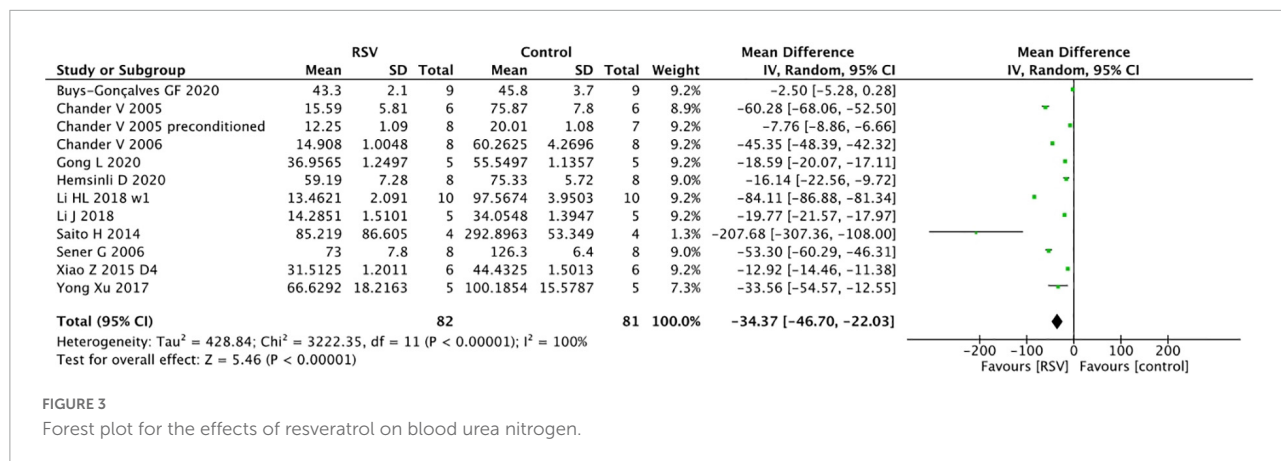 RSV Control Mean Difference Mean Difference
Study or Subgroup Mean SD Total Mean SD Total Weight IV, Random, 95% CI IV, Random, 95% CI
Buys-Gonçalves GF 2020 43.3 2.1 9 45.8 3.7 9 9.2% -2.50 [-5.28, 0.28]
Chander V 2005 15.59 5.81 6 75.87 7.8 6 8.9% -60.28 [-68.06, -52.50]
Chander V 2005 preconditioned 12.25 1.09 8 20.01 1.08 7 9.2% -7.76 [-8.86, -6.66]
Chander V 2006 14.908 1.0048 8 60.2625 4.2696 8 9.2% -45.35 [-48.39, -42.32]
Gong L 2020 36.9565 1.2497 5 55.5497 1.1357 5 9.2% -18.59 [-20.07, -17.11]
Hemsinli D 2020 59.19 7.28 8 75.33 5.72 8 9.0% -16.14 [-22.56, -9.72]
Li HL 2018 w1 13.4621 2.091 10 97.5674 3.9503 10 9.2% -84.11 [-86.88, -81.34]
Li J 2018 14.2851 1.5101 5 34.0548 1.3947 5 9.2% -19.77 [-21.57, -17.97]
Saito H 2014 85.219 86.605 4 292.8963 53.349 4 1.3% -207.68 [-307.36, -108.00]
Sener G 2006 73 7.8 8 126.3 6.4 8 9.0% -53.30 [-60.29, -46.31]
Xiao Z 2015 D4 31.5125 1.2011 6 44.4325 1.5013 6 9.2% -12.92 [-14.46, -11.38]
Yong Xu 2017 66.6292 18.2163 5 100.1854 15.5787 5 7.3% -33.56 [-54.57, -12.55]
Total (95% CI) 82 81 100.0% -34.37 [-46.70, -22.03]
Heterogeneity: Tau² = 428.84; Chi² = 3222.35, df = 11 (P < 0.00001); I² = 100%
Test for overall effect: Z = 5.46 (P < 0.00001)
-200 -100 0 100 200
Favours [RSV] Favours [control]
FIGURE 3
Forest plot for the effects of resveratrol on blood urea nitrogen.